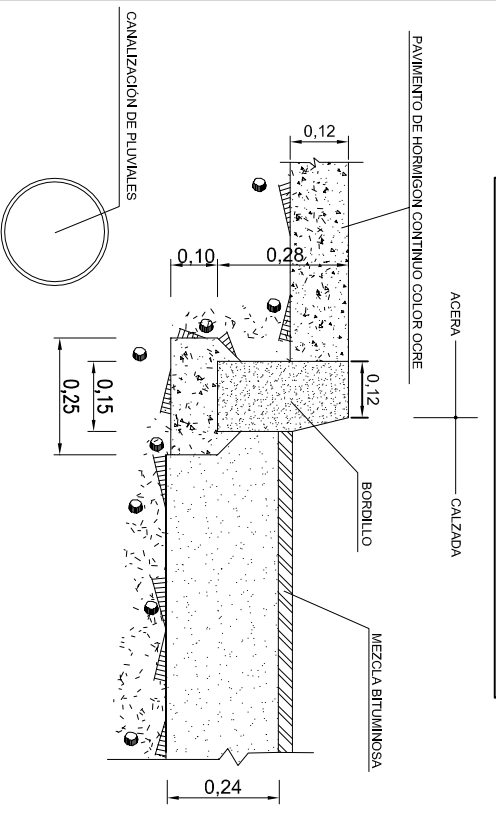 ACERA
CALZADA
PAVIMENTO DE HORMIGON CONTINUO COLOR OCRE
CANALIZACIÓN DE PLUVIALES
BORDILLO
MEZCLA BITUMINOSA
0,12
0,12
0,28
0,10
0,15
0,25
0,24